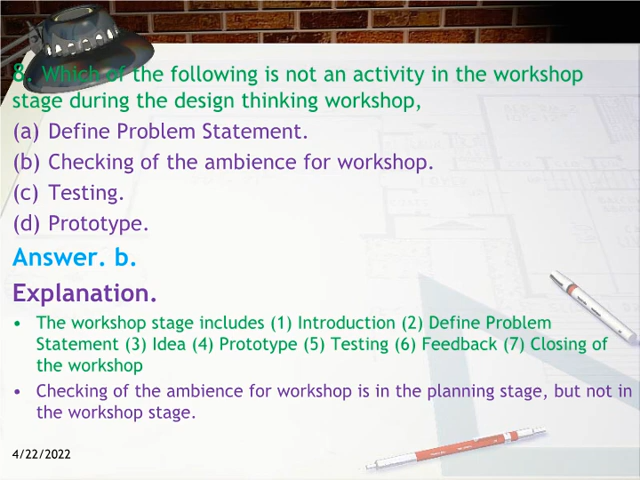 8. Which of the following is not an activity in the workshop
stage during the design thinking workshop,
(a) Define Problem Statement.
(b) Checking of the ambience for workshop.
(c) Testing.
(d) Prototype.
Answer. b.
Explanation.
• The workshop stage includes (1) Introduction (2) Define Problem
Statement (3) Idea (4) Prototype (5) Testing (6) Feedback (7) Closing of
the workshop
• Checking of the ambience for workshop is in the planning stage, but not in
the workshop stage.
4/22/2022